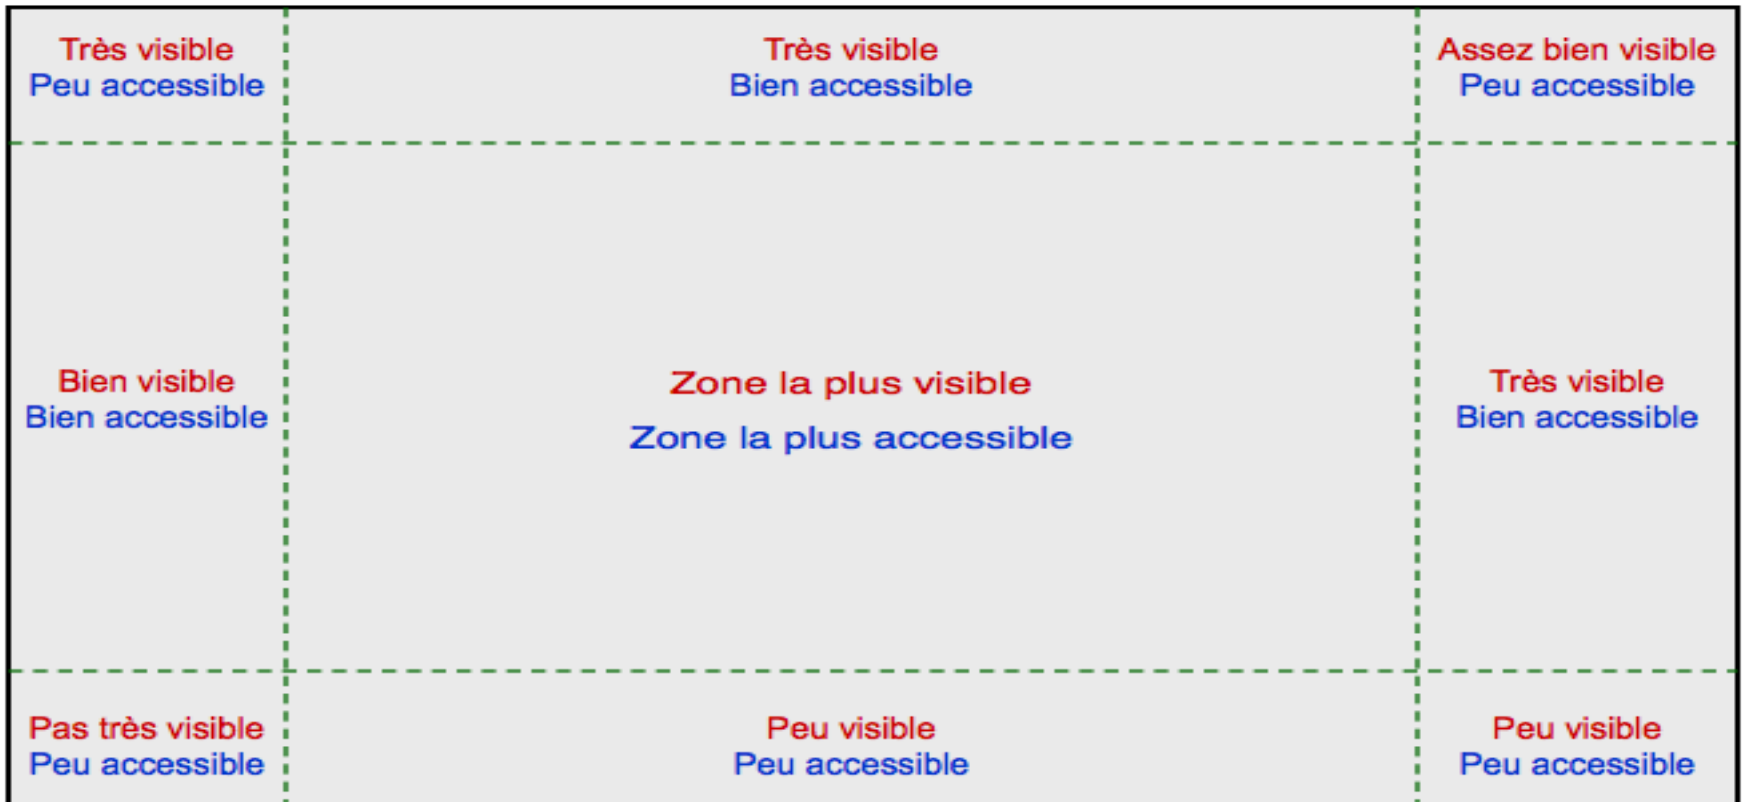 Très visible
Peu accessible
Très visible
Bien accessible
Assez bien visible
Peu accessible
Bien visible
Bien accessible
Zone la plus visible
Zone la plus accessible
Très visible
Bien accessible
Pas très visible
Peu accessible
Peu visible
Peu accessible
Peu visible
Peu accessible